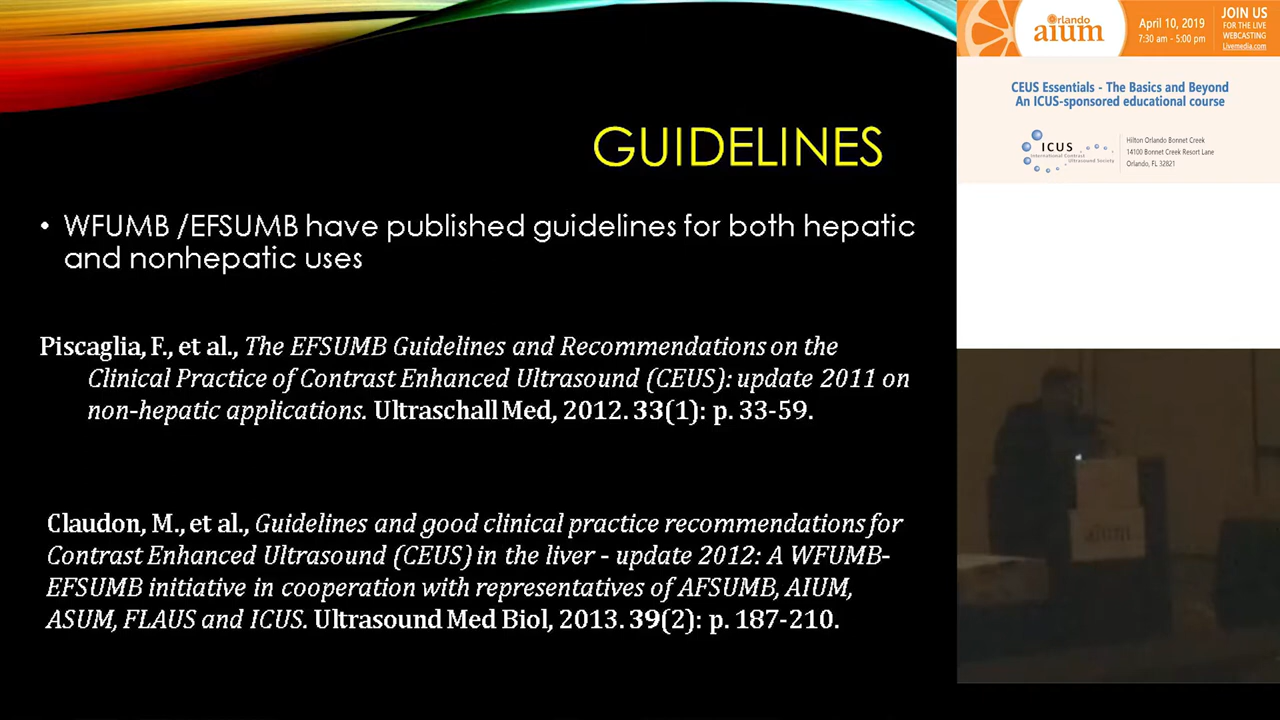 GUIDELINES
• WFUMB /EFSUMB have published guidelines for both hepatic
and nonhepatic uses
Piscaglia, F., et al., The EFSUMB Guidelines and Recommendations on the
Clinical Practice of Contrast Enhanced Ultrasound (CEUS): update 2011 on
non-hepatic applications. Ultraschall Med, 2012. 33(1): p. 33-59.
Claudon, M., et al., Guidelines and good clinical practice recommendations for
Contrast Enhanced Ultrasound (CEUS) in the liver - update 2012: A WFUMB-
EFSUMB initiative in cooperation with representatives of AFSUMB, AIUM,
ASUM, FLAUS and ICUS. Ultrasound Med Biol, 2013. 39(2): p. 187-210.
Orlando
aium
April 10, 2019
7:30 am - 5:00 pm
JOIN US
FOR THE LIVE
WEBCASTING
Livemedia.com
CEUS Essentials - The Basics and Beyond
An ICUS-sponsored educational course
ICUS
International Contrast
Ultrasound Society
Hilton Orlando Bonnet Creek
14100 Bonnet Creek Resort Lane
Orlando, FL 32821
aium